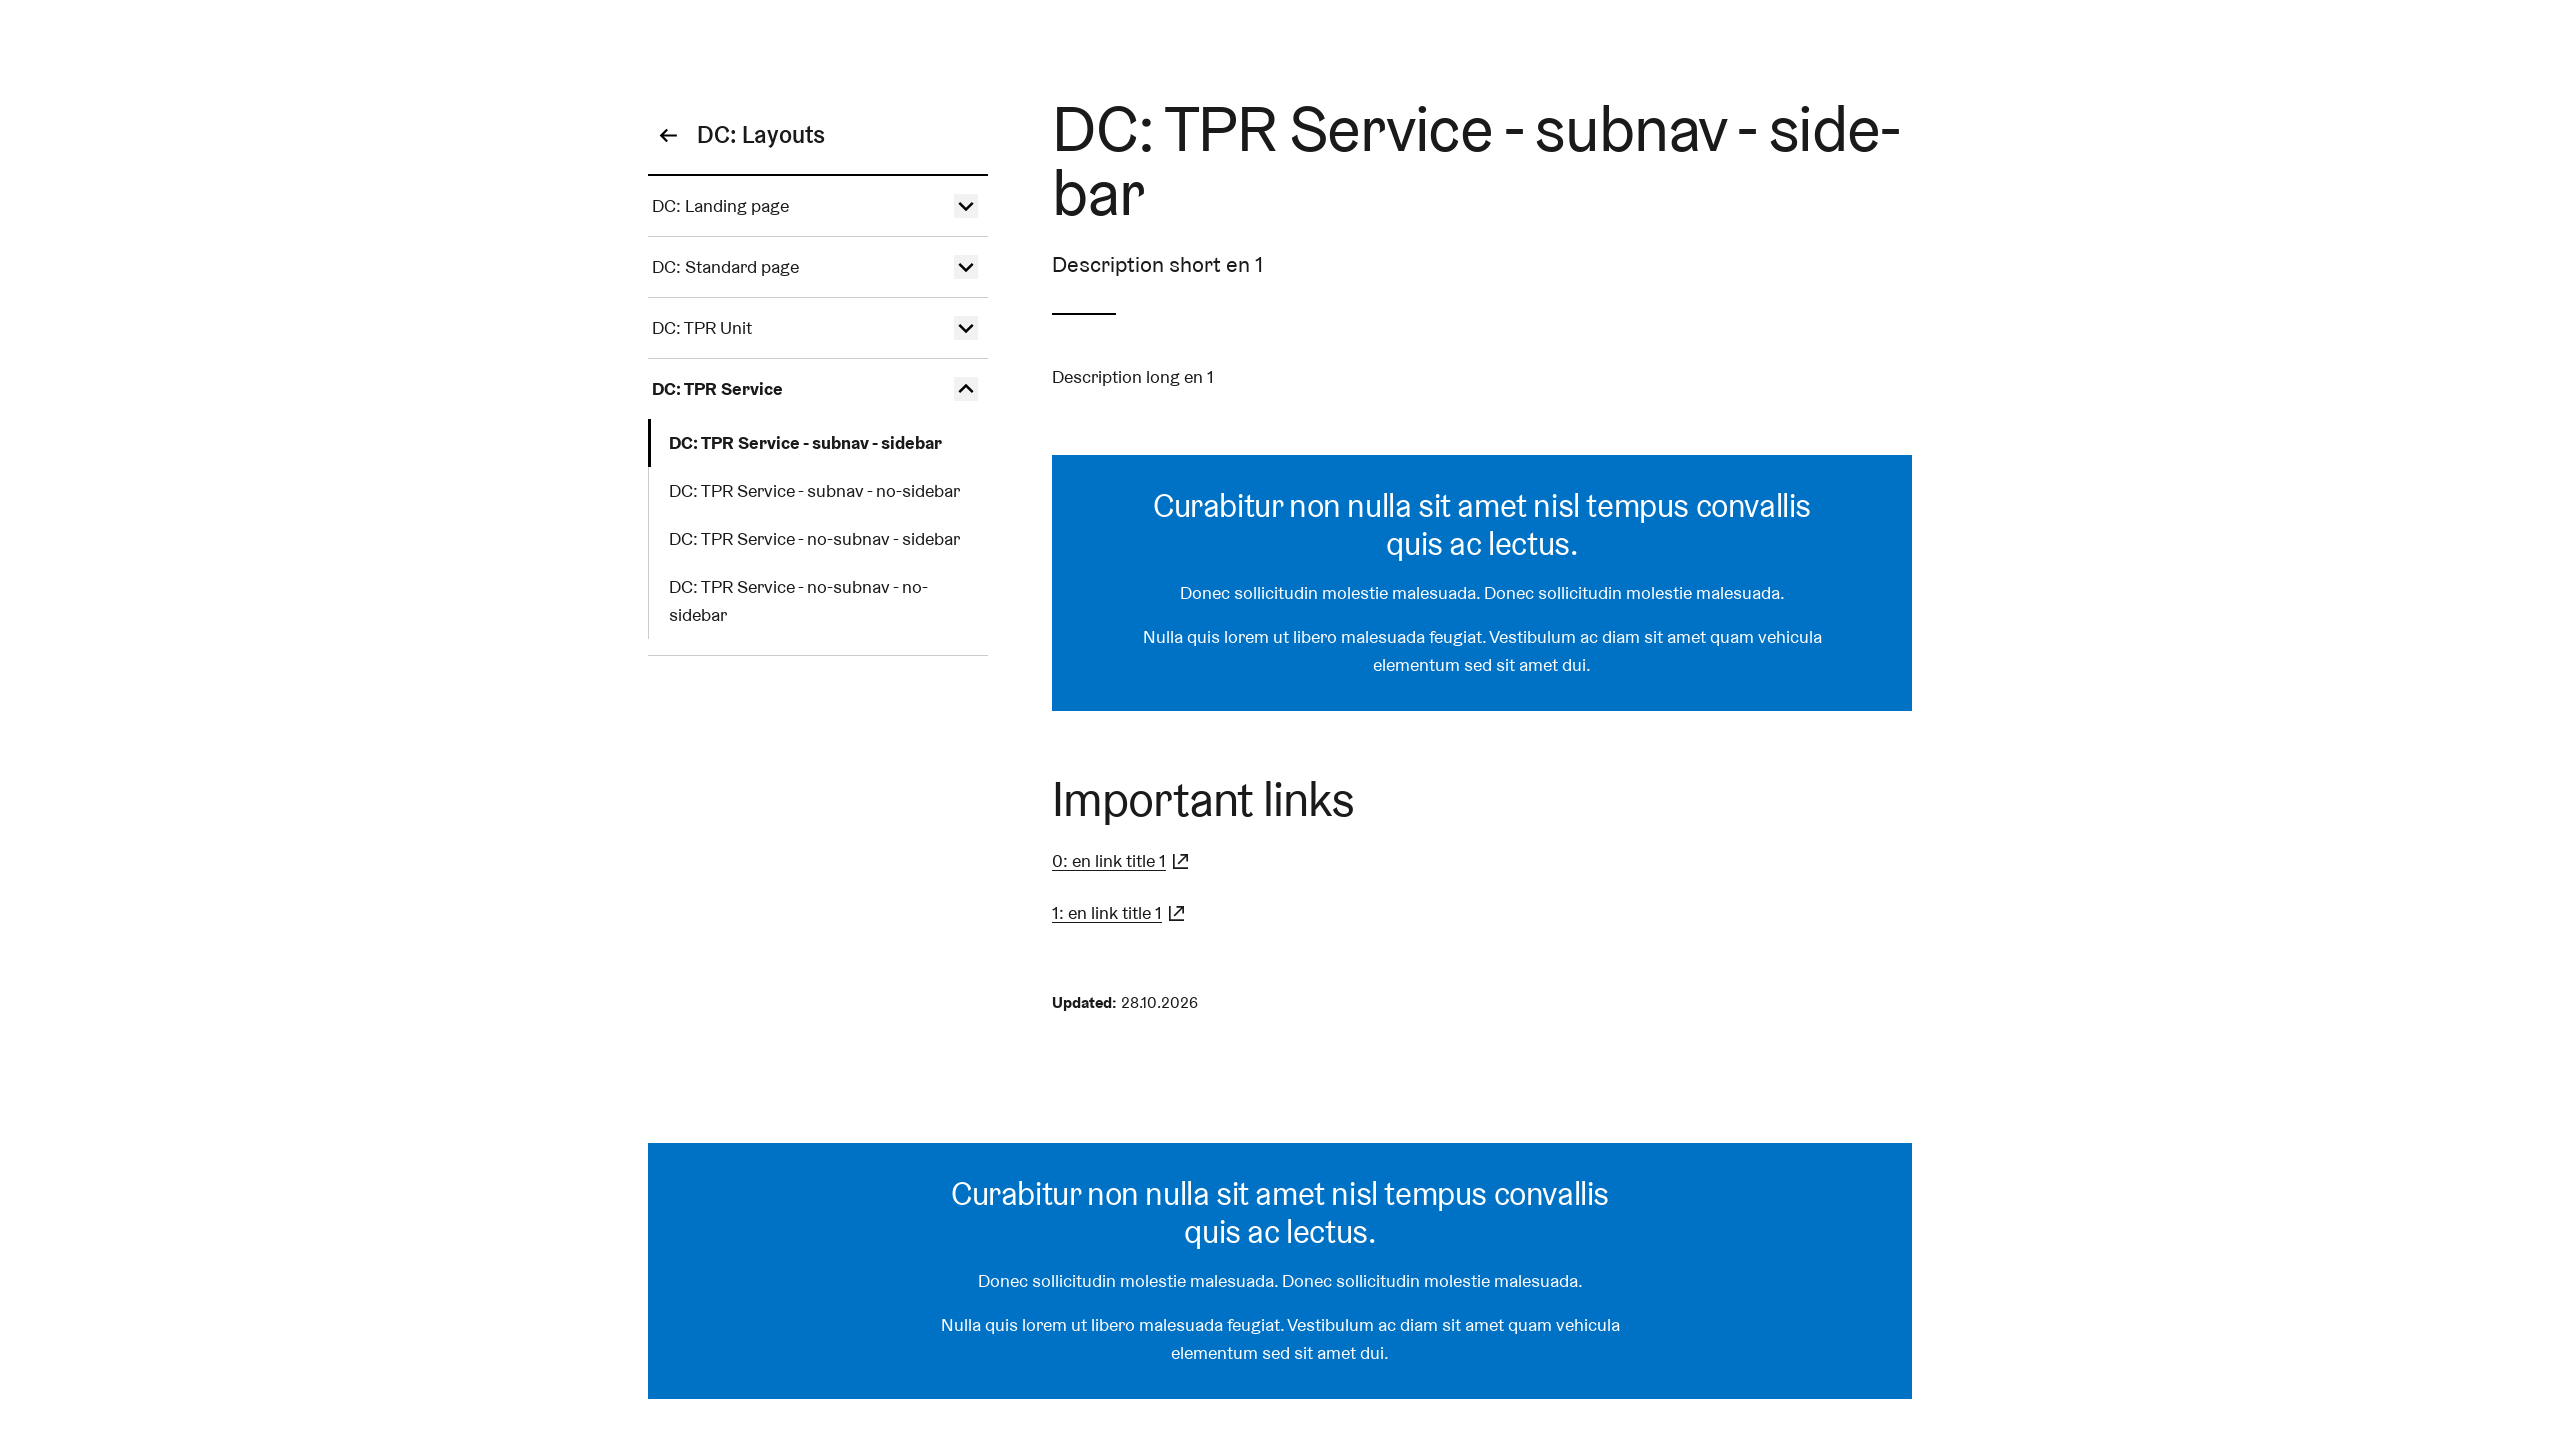 DC: Layouts
DC: Landing page
DC: Standard page
DC: TPR Unit
DC: TPR Service
DC: TPR Service - subnav - sidebar
DC: TPR Service - subnav - no-sidebar
DC: TPR Service - no-subnav - sidebar
DC: TPR Service - no-subnav - no-
sidebar
DC: TPR Service - subnav - side-
bar
Description short en 1
Description long en 1
Curabitur non nulla sit amet nisl tempus convallis
quis ac lectus.
Donec sollicitudin molestie malesuada. Donec sollicitudin molestie malesuada.
Nulla quis lorem ut libero malesuada feugiat. Vestibulum ac diam sit amet quam vehicula
elementum sed sit amet dui.
Important links
0: en link title 1
1: en link title 1
Updated: 28.10.2026
Curabitur non nulla sit amet nisl tempus convallis
quis ac lectus.
Donec sollicitudin molestie malesuada. Donec sollicitudin molestie malesuada.
Nulla quis lorem ut libero malesuada feugiat. Vestibulum ac diam sit amet quam vehicula
elementum sed sit amet dui.